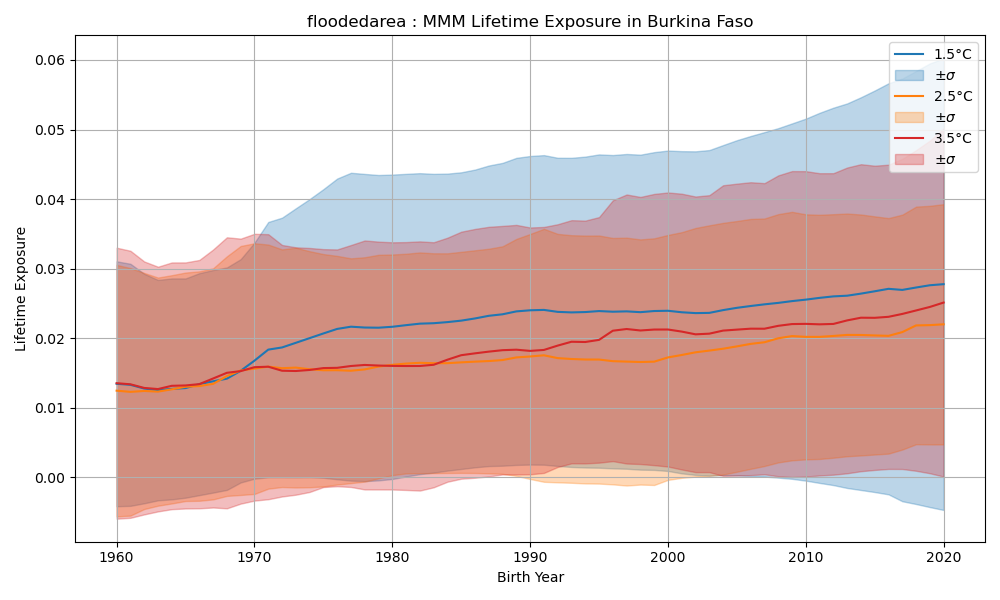 floodedarea : MMM Lifetime Exposure in Burkina Faso
Lifetime Exposure
0.06
0.05
0.04
0.03
0.02
0.01
0.00
1.5°C
±σ
2.5°C
±σ
3.5°C
±σ
1960 1970 1980 1990 2000 2010 2020
Birth Year